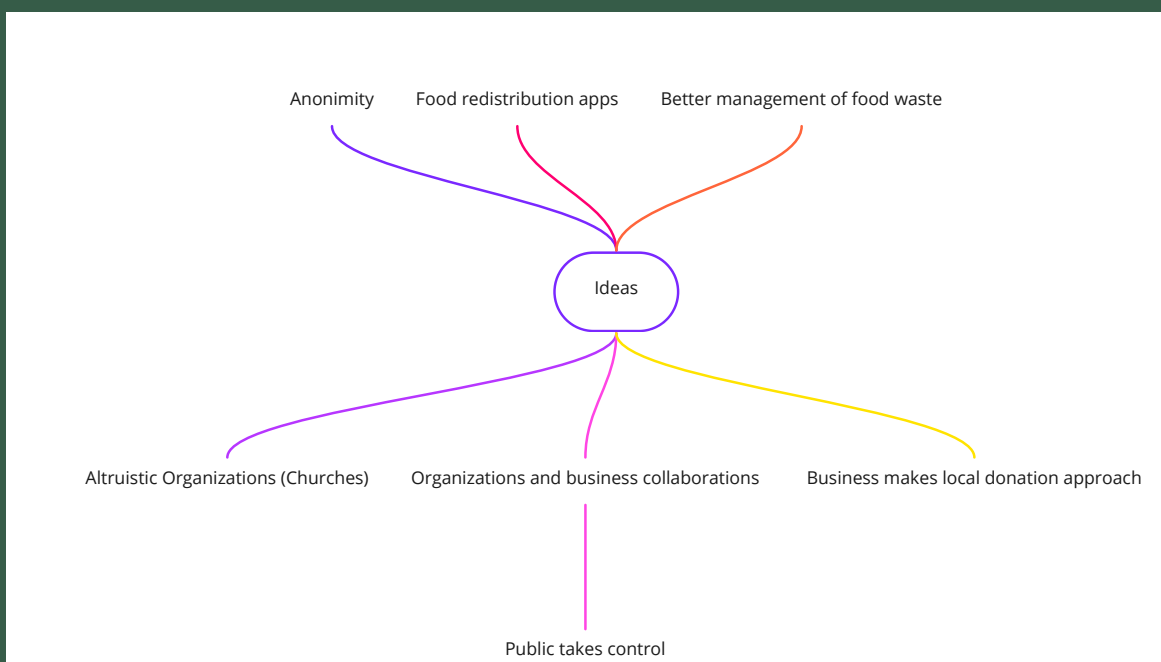 Anonimity
Food redistribution apps
Better management of food waste
Ideas
Altruistic Organizations (Churches)
Organizations and business collaborations
Business makes local donation approach
Public takes control